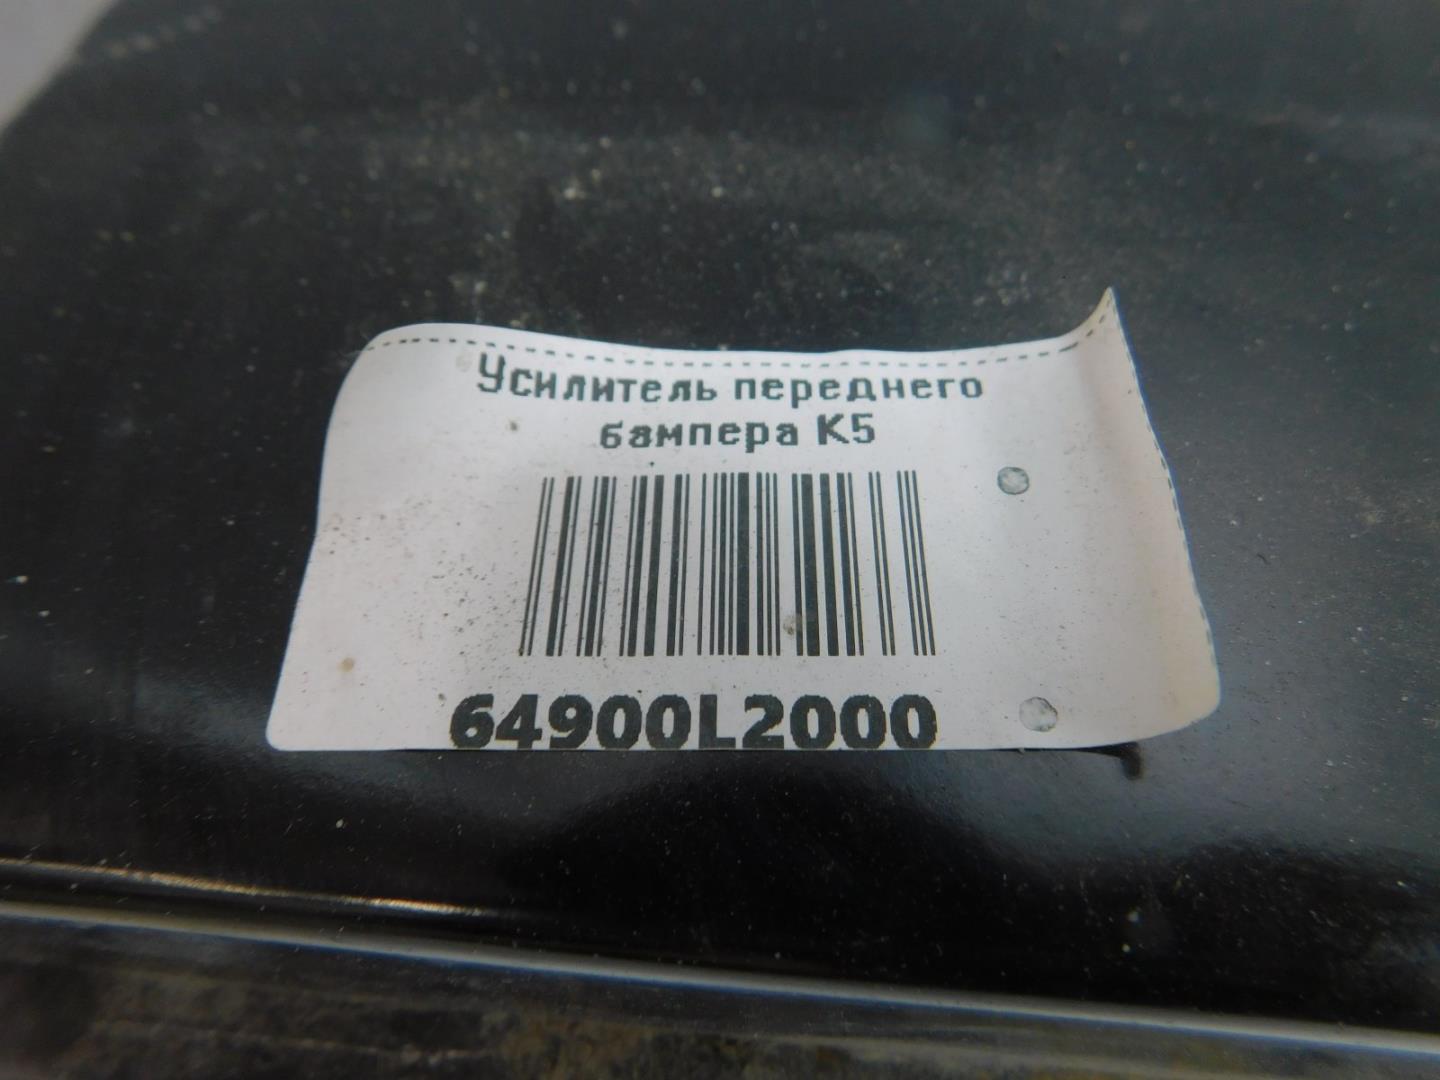 Усилитель переднего
бампера K5
64900L2000